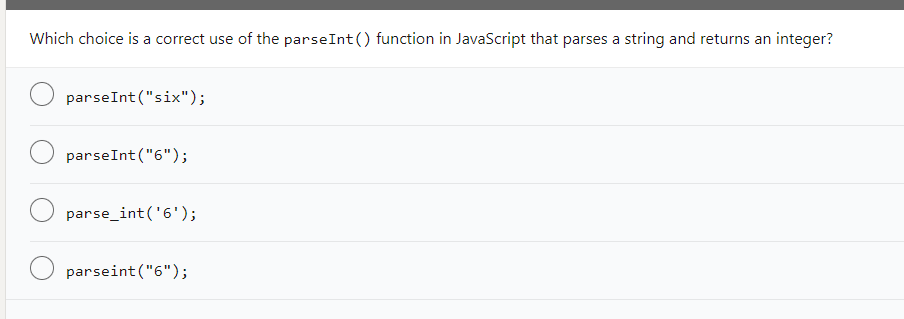 Which choice is a correct use of the parseInt() function in JavaScript that parses a string and returns an integer?
parseInt("six");
parseInt("6");
parse_int('6');
parseint("6");